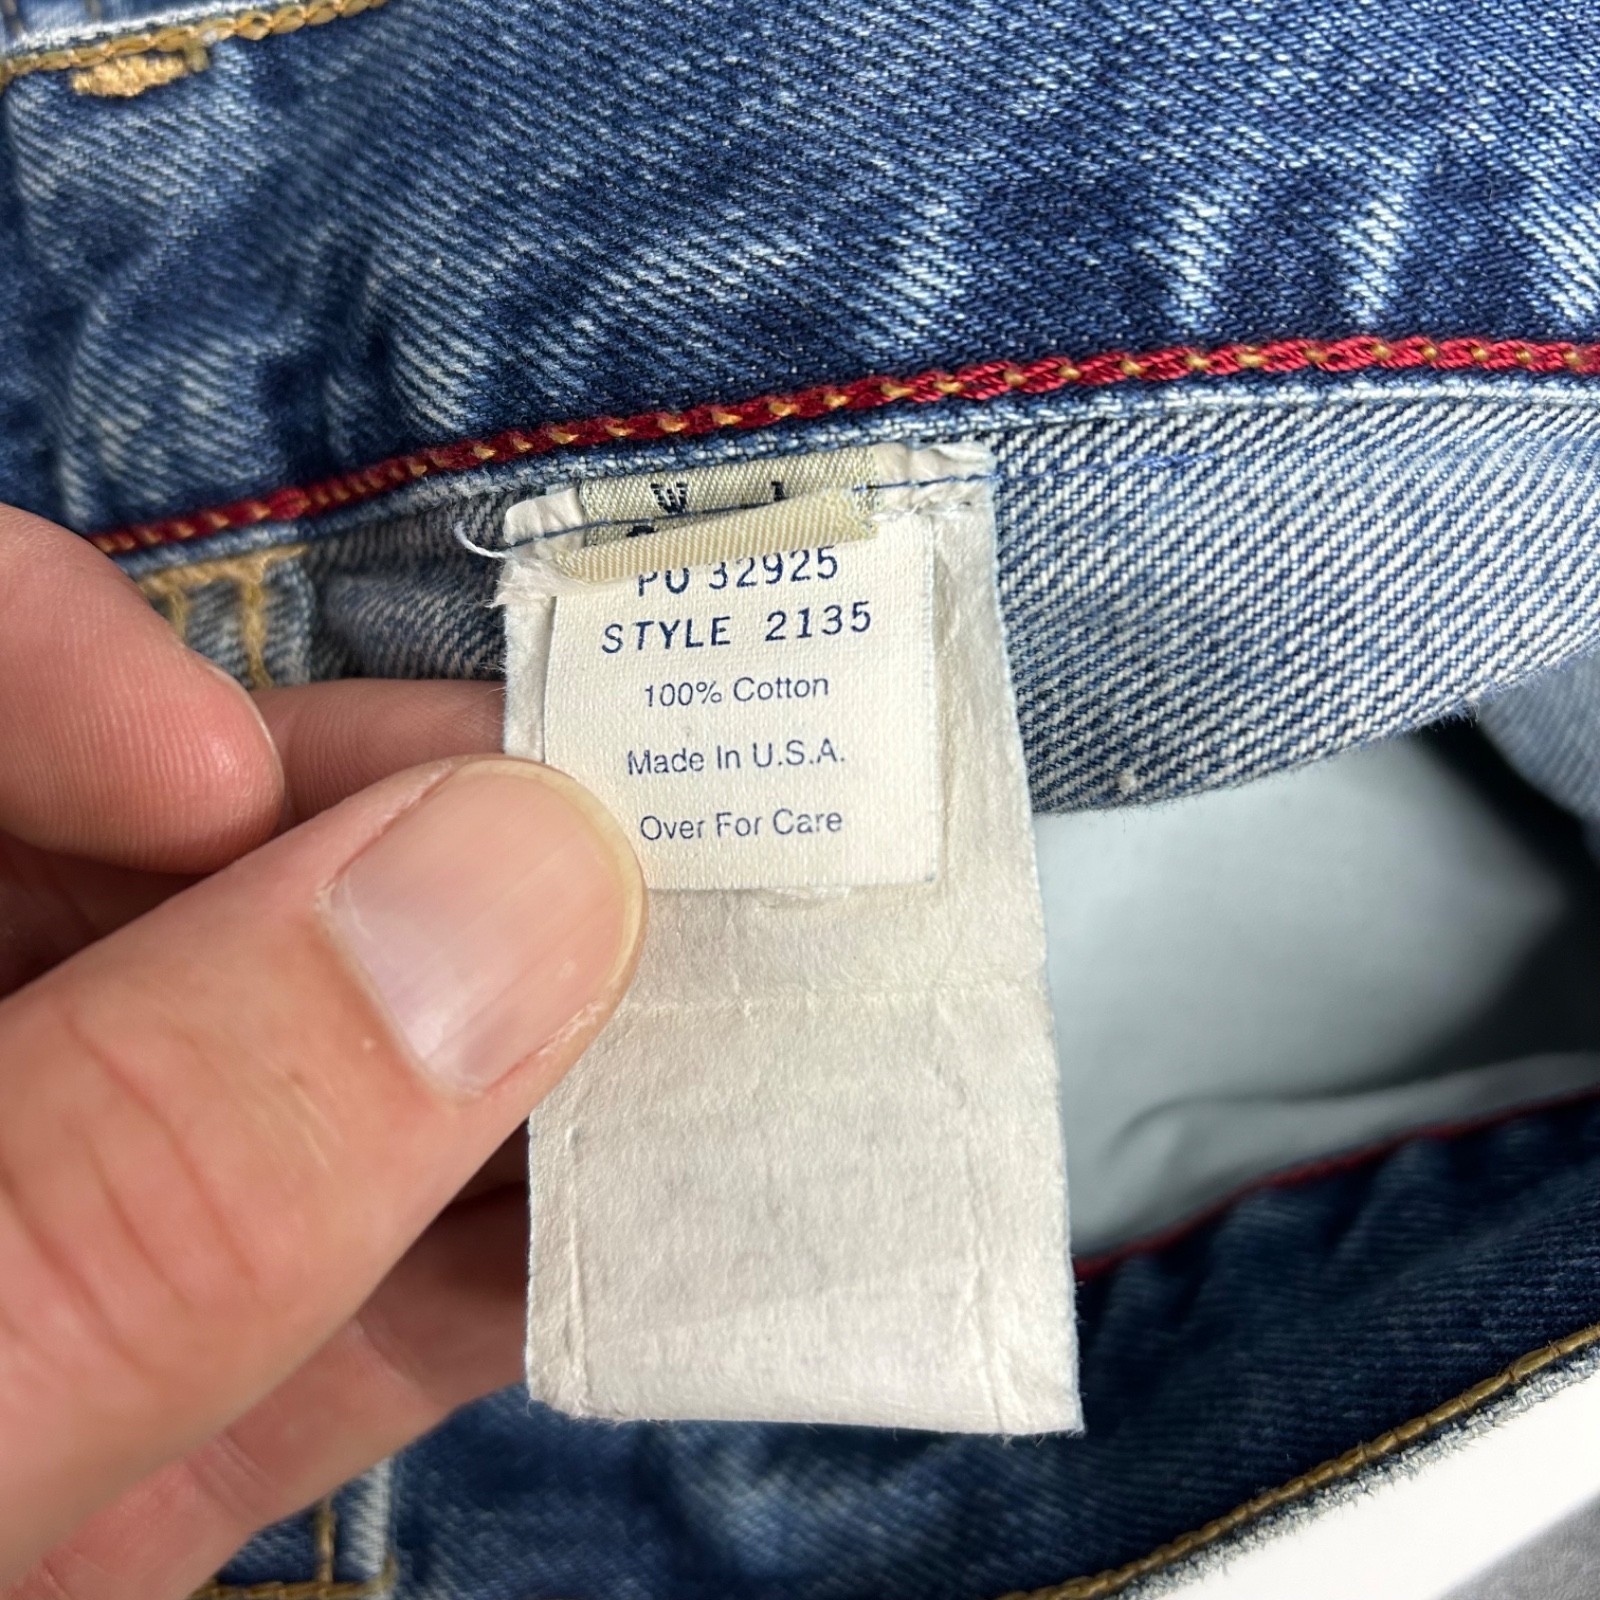 W
PO 32925
STYLE 2135
100% Cotton
Made In U.S.A.
Over For Care